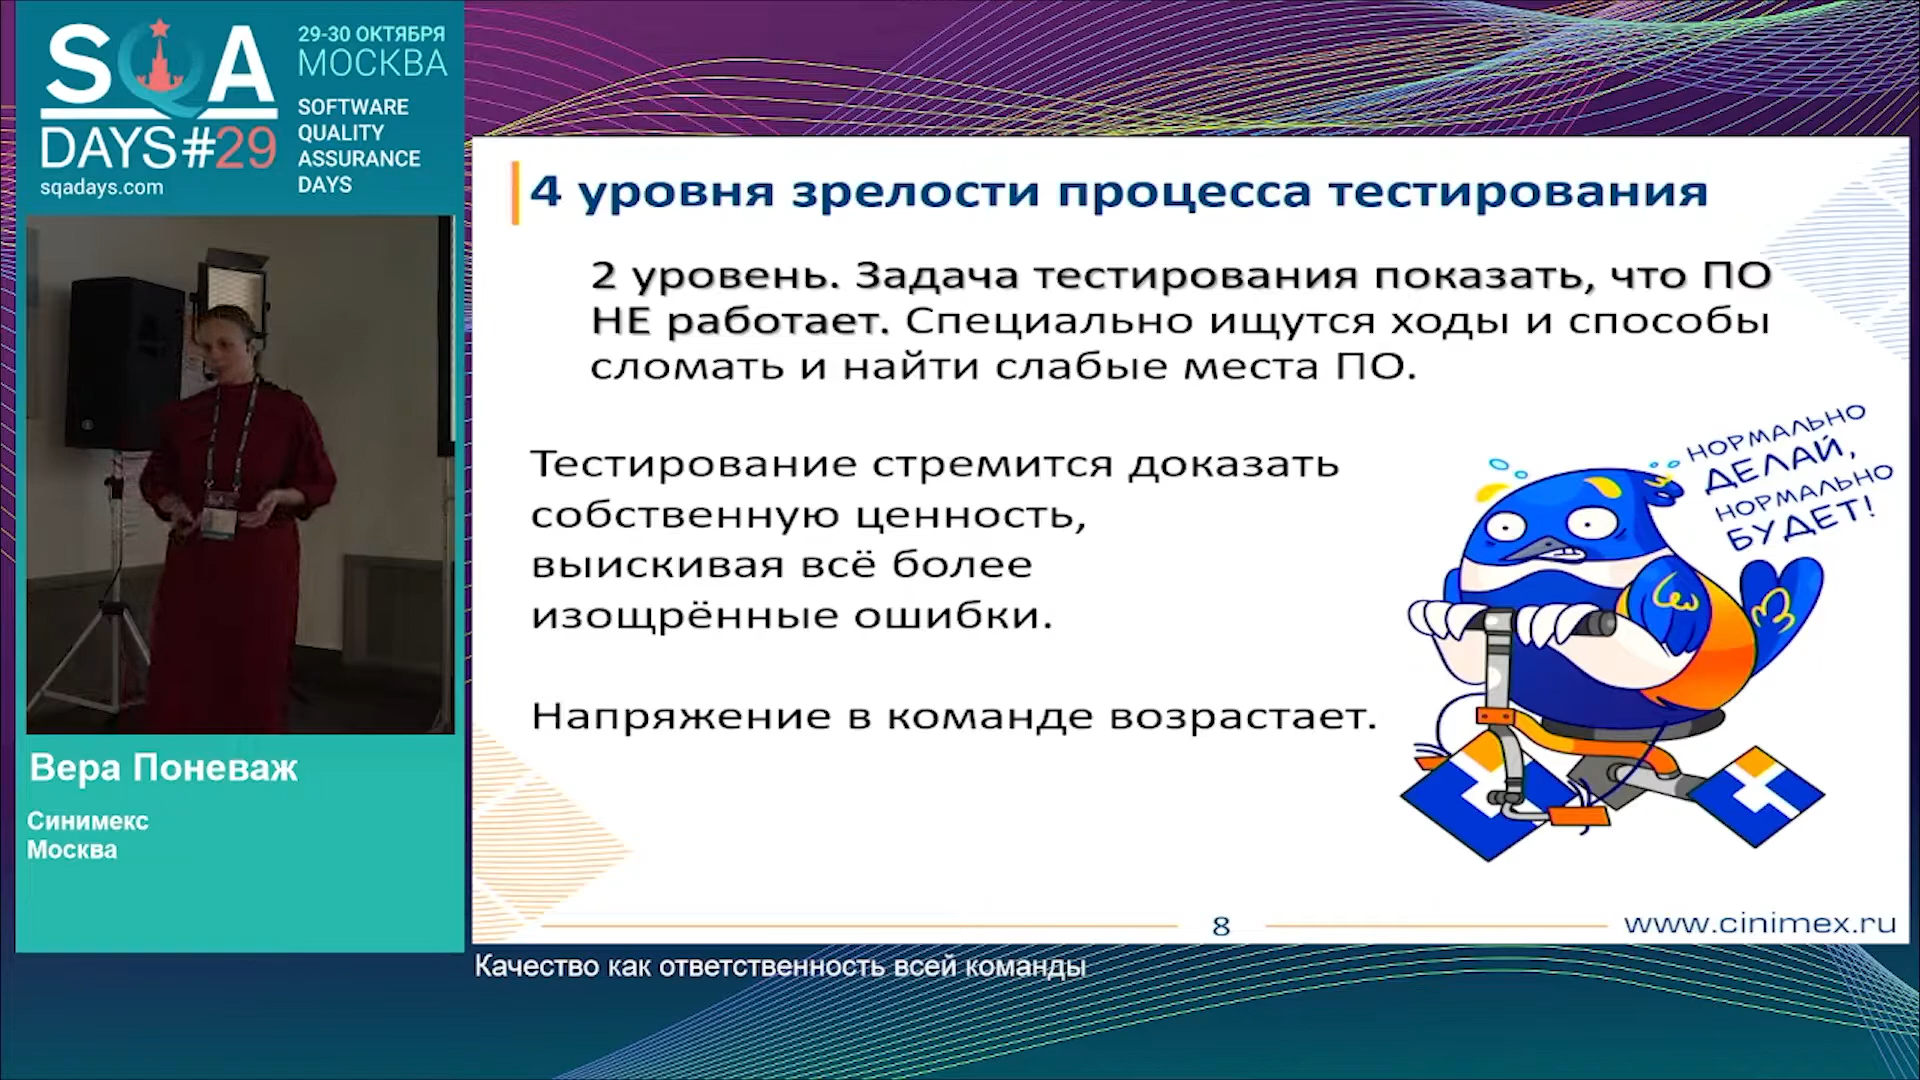 SQA
DAYS#29
sqadays.com
29-30 ОКТЯБРЯ
МОСКВА
SOFTWARE
QUALITY
ASSURANCE
DAYS
4 уровня зрелости процесса тестирования
2 уровень. Задача тестирования показать, что ПО
НЕ работает. Специально ищутся ходы и способы
сломать и найти слабые места ПО.
Тестирование стремится доказать
собственную ценность,
выискивая всё более
изощрённые ошибки.
Напряжение в команде возрастает.
НОРМАЛЬНО
ДЕЛАЙ,
НОРМАЛЬНО
БУДЕТ!
8
www.cinimex.ru
Вера Поневаж
Синимекс
Москва
Качество как ответственность всей команды